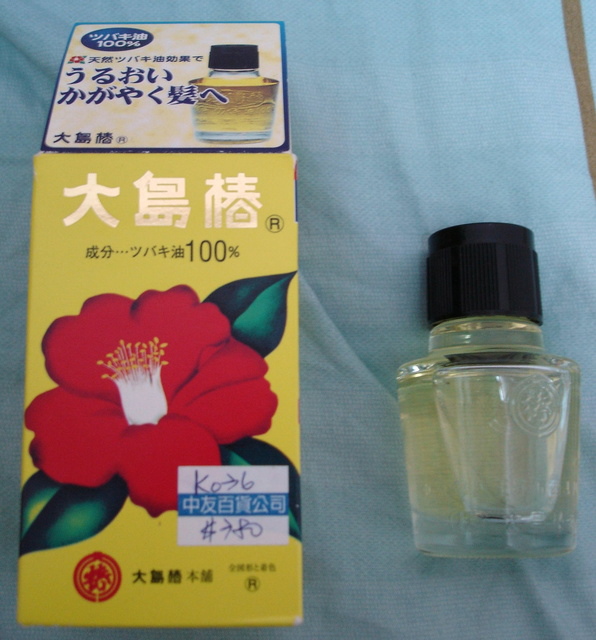 ツバキ油
100%
天然ツバキ油効果で
うるおい
かがやく髪へ
大島椿®
大島椿®
成分…ツバキ油100%
中友百貨公司
大島椿本舗
®